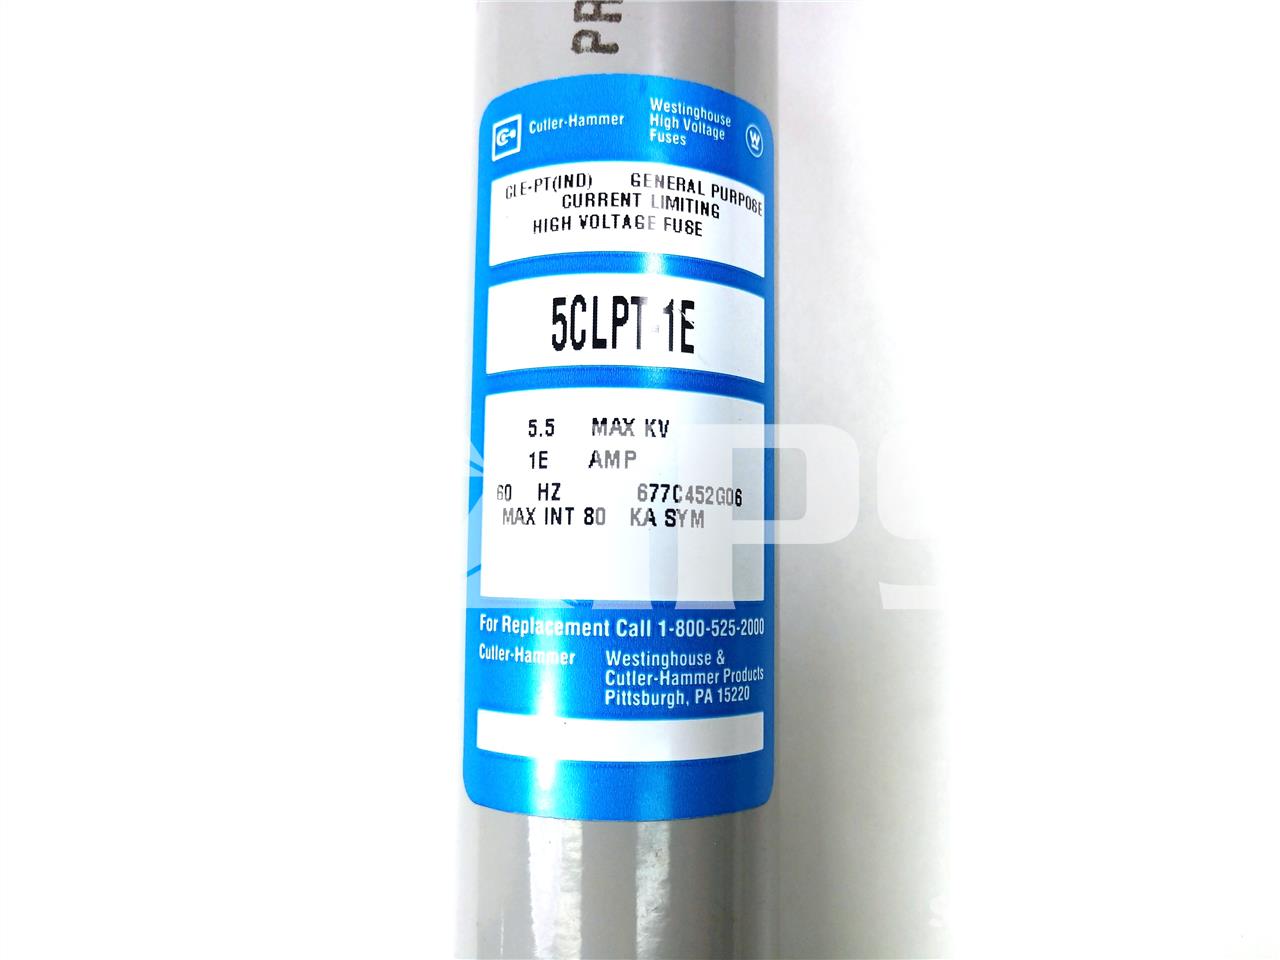 PR
Cutler-Hammer
Westinghouse
High Voltage
Fuses
W
CLE-PT(IND) GENERAL PURPOSE
CURRENT LIMITING
HIGH VOLTAGE FUSE
5CLPT-1E
5.5 MAX KV
1E AMP
60 HZ 677C452G06
MAX INT 80 KA SYM
For Replacement Call 1-800-525-2000
Cutler-Hammer
Westinghouse &
Cutler-Hammer Products
Pittsburgh, PA 15220